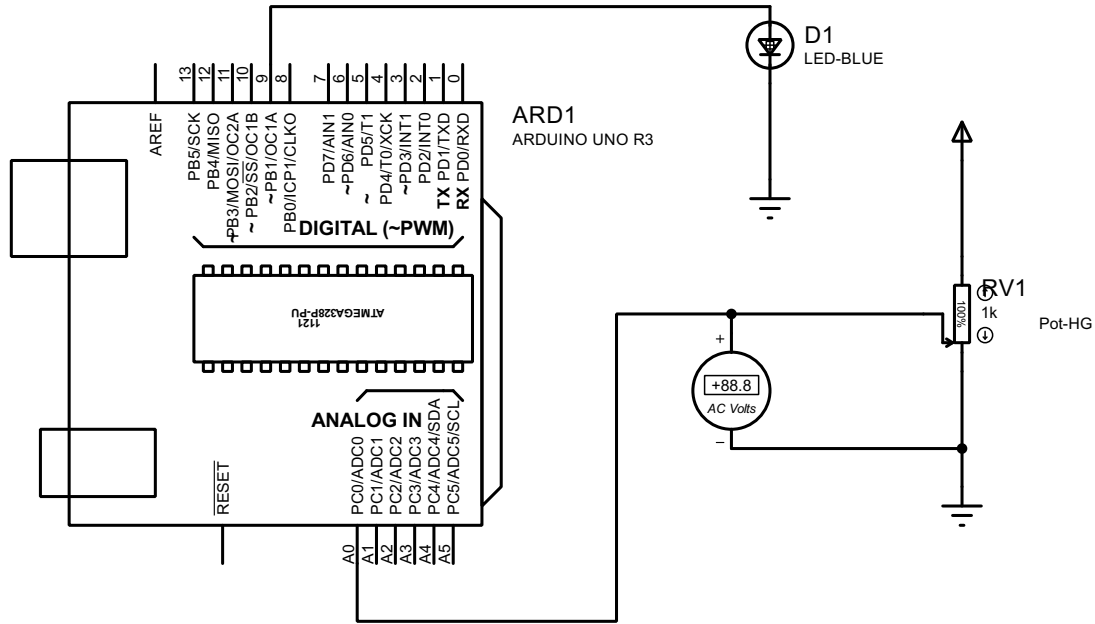 D1
LED-BLUE
13
12
11
10
9
8
7
6
5
4
3
2
1
0
ARD1
ARDUINO UNO R3
AREF
PB5/SCK
PB4/MISO
~PB3/MOSI/OC2A
~ PB2/SS/OC1B
~PB1/OC1A
PB0/ICP1/CLKO
PD7/AIN1
~PD6/AIN0
~ PD5/T1
PD4/T0/XCK
~PD3/INT1
PD2/INT0
TX PD1/TXD
RX PD0/RXD
DIGITAL (~PWM)
ATMEGA328P-PU
1121
RV1
100%
1k
Pot-HG
+
+88.8
AC Volts
–
ANALOG IN
RESET
PC0/ADC0
PC1/ADC1
PC2/ADC2
PC3/ADC3
PC4/ADC4/SDA
PC5/ADC5/SCL
A0
A1
A2
A3
A4
A5